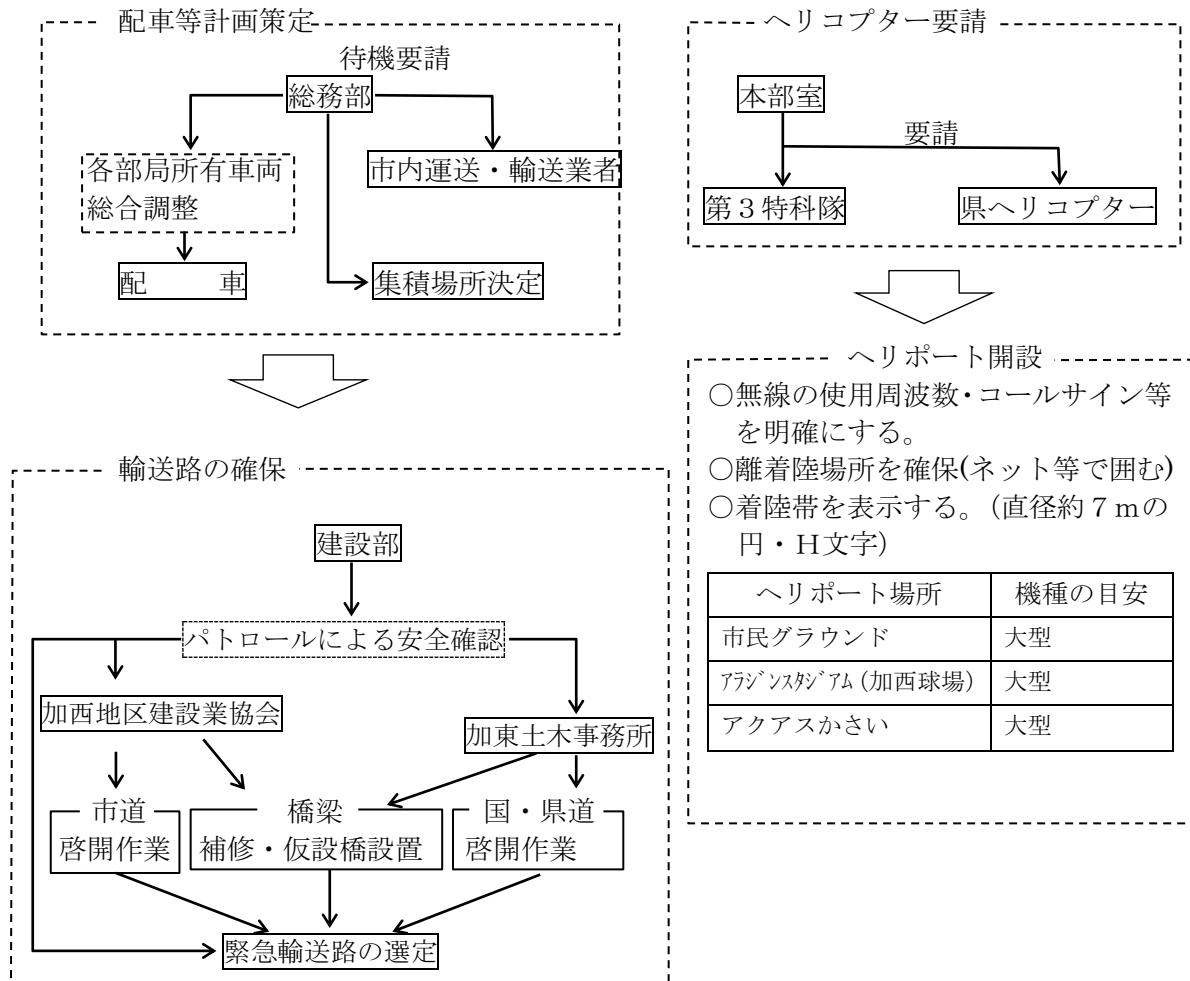 配車等計画策定
待機要請
総務部
各部局所有車両
総合調整
市内運送・輸送業者
配　　車
集積場所決定
ヘリコプター要請
本部室
要請
第３特科隊
県ヘリコプター
輸送路の確保
建設部
パトロールによる安全確認
加西地区建設業協会
加東土木事務所
市道
啓開作業
橋梁
補修・仮設橋設置
国・県道
啓開作業
緊急輸送路の選定
ヘリポート開設
○無線の使用周波数・コールサイン等
を明確にする。
○離着陸場所を確保(ネット等で囲む)
○着陸帯を表示する。（直径約７ｍの
円・Ｈ文字）
ヘリポート場所　機種の目安
市民グラウンド　大型
ｱﾗｼﾞﾝｽﾀｼﾞｱﾑ（加西球場）　大型
アクアスかさい　大型